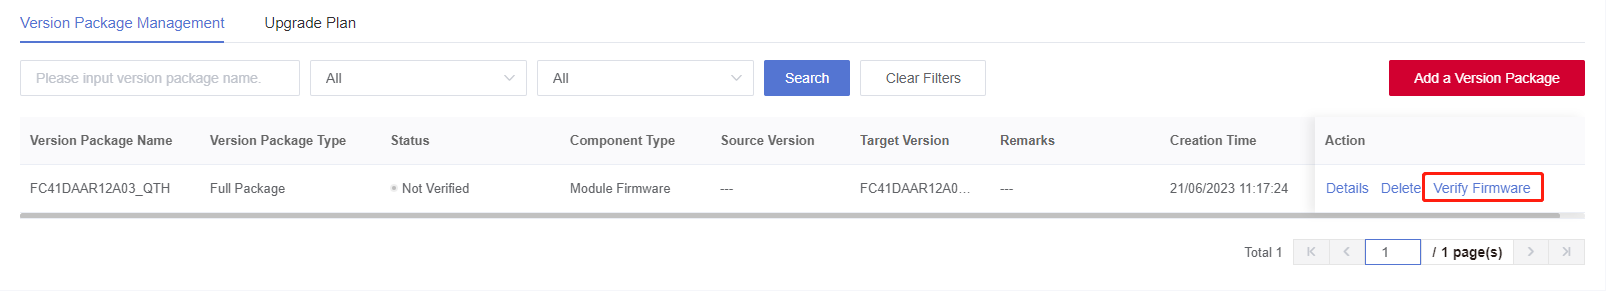 Version Package Management Upgrade Plan
Please input version package name. All All Search Clear Filters Add a Version Package
Version Package Name Version Package Type Status Component Type Source Version Target Version Remarks Creation Time Action
FC41DAAR12A03_QTH Full Package Not Verified Module Firmware --- FC41DAAR12A0... --- 21/06/2023 11:17:24 Details Delete Verify Firmware
Total 1 1 / 1 page(s)